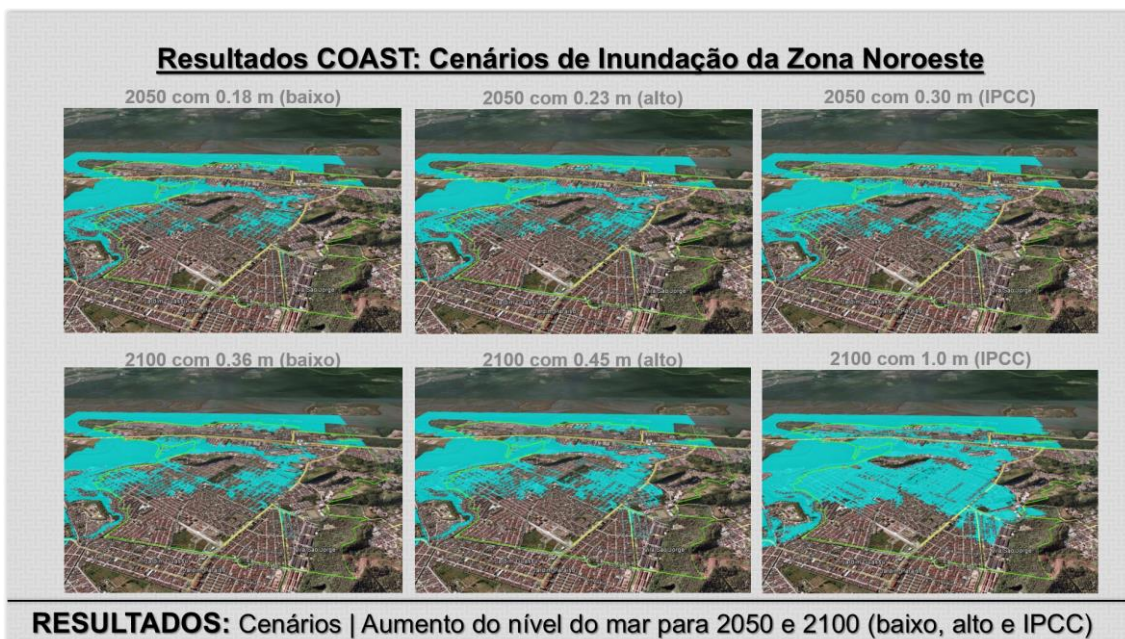 Resultados COAST: Cenários de Inundação da Zona Noroeste
2050 com 0.18 m (baixo)
2050 com 0.23 m (alto)
2050 com 0.30 m (IPCC)
2100 com 0.36 m (baixo)
2100 com 0.45 m (alto)
2100 com 1.0 m (IPCC)
RESULTADOS: Cenários | Aumento do nível do mar para 2050 e 2100 (baixo, alto e IPCC)